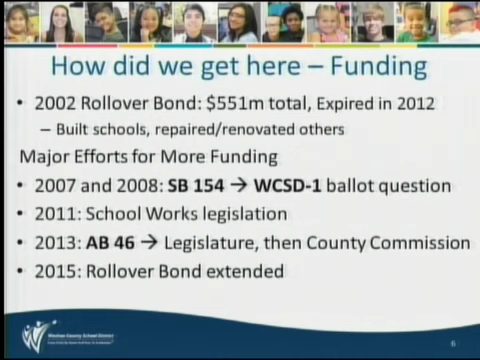 How did we get here – Funding
• 2002 Rollover Bond: $551m total, Expired in 2012
– Built schools, repaired/renovated others
Major Efforts for More Funding
• 2007 and 2008: SB 154 → WCSD-1 ballot question
• 2011: School Works legislation
• 2013: AB 46 → Legislature, then County Commission
• 2015: Rollover Bond extended
Washoe County School District
6